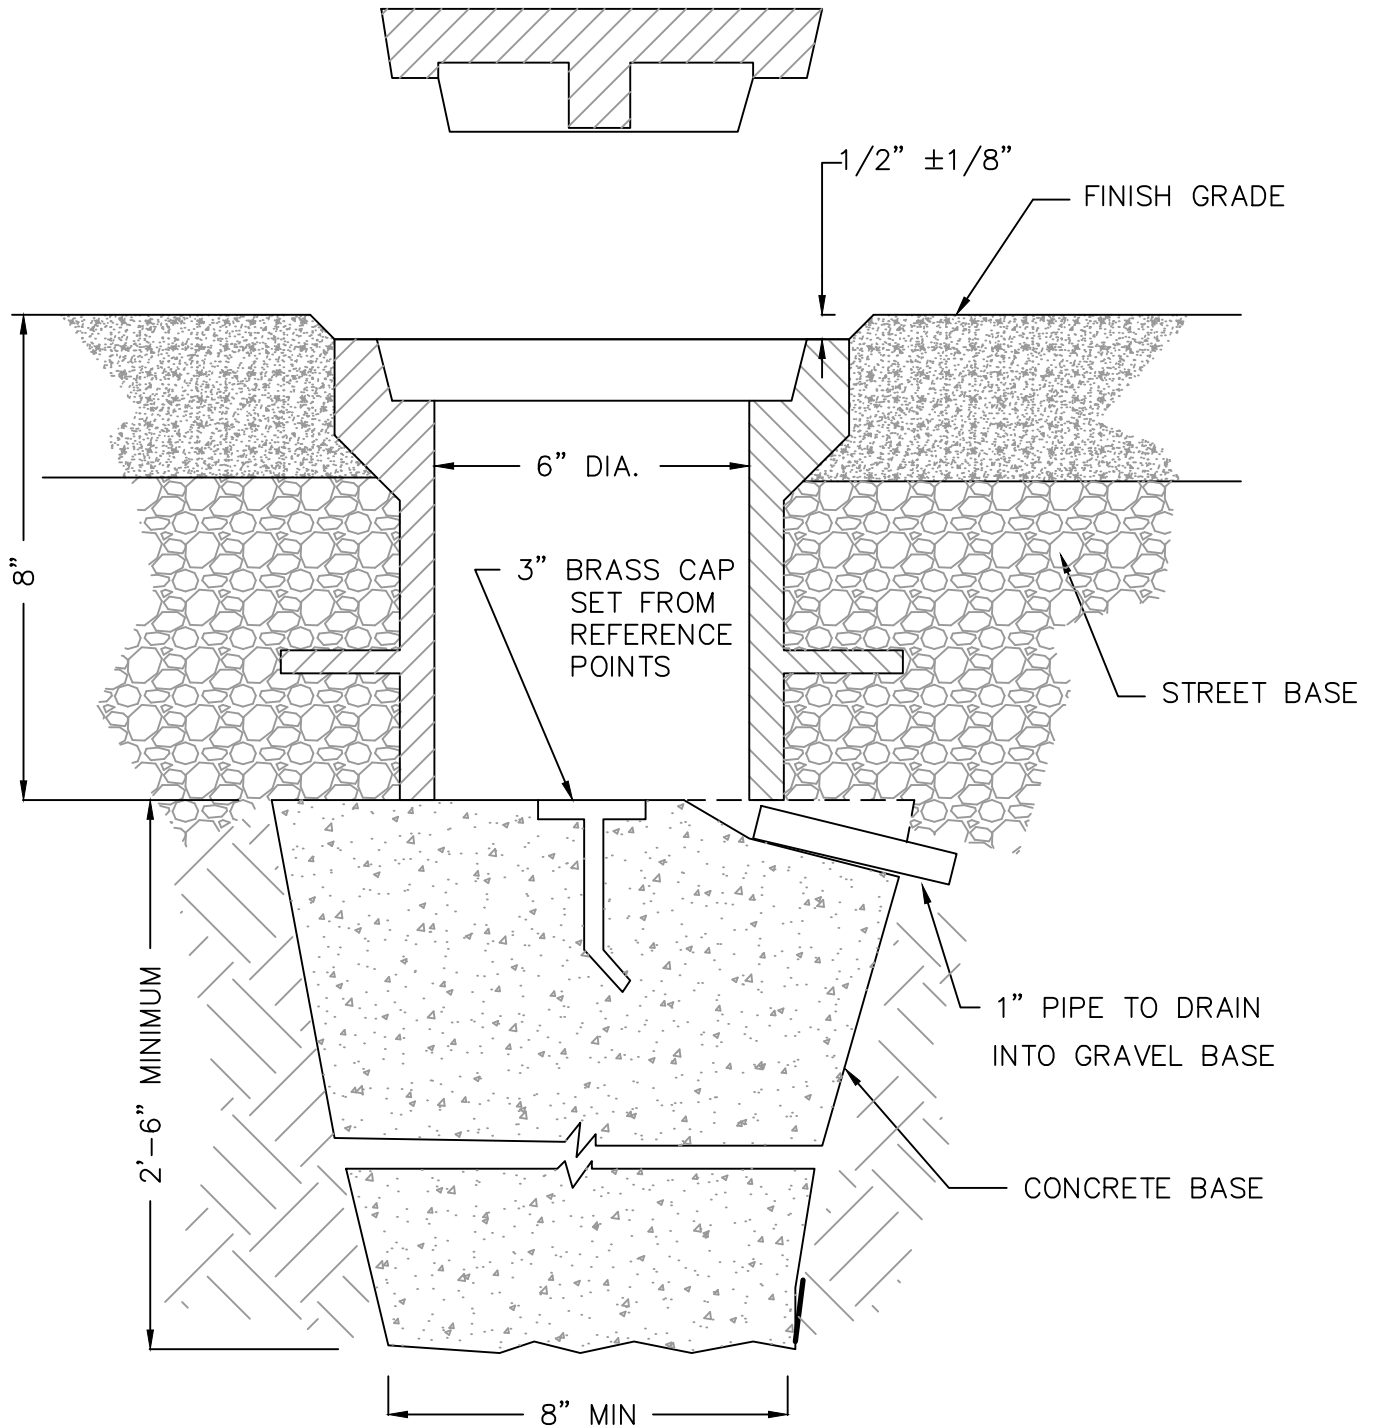 1/2” ±1/8”
FINISH GRADE
6” DIA.
8”
3” BRASS CAP
SET FROM
REFERENCE
POINTS
STREET BASE
2’-6” MINIMUM
1” PIPE TO DRAIN
INTO GRAVEL BASE
CONCRETE BASE
8” MIN